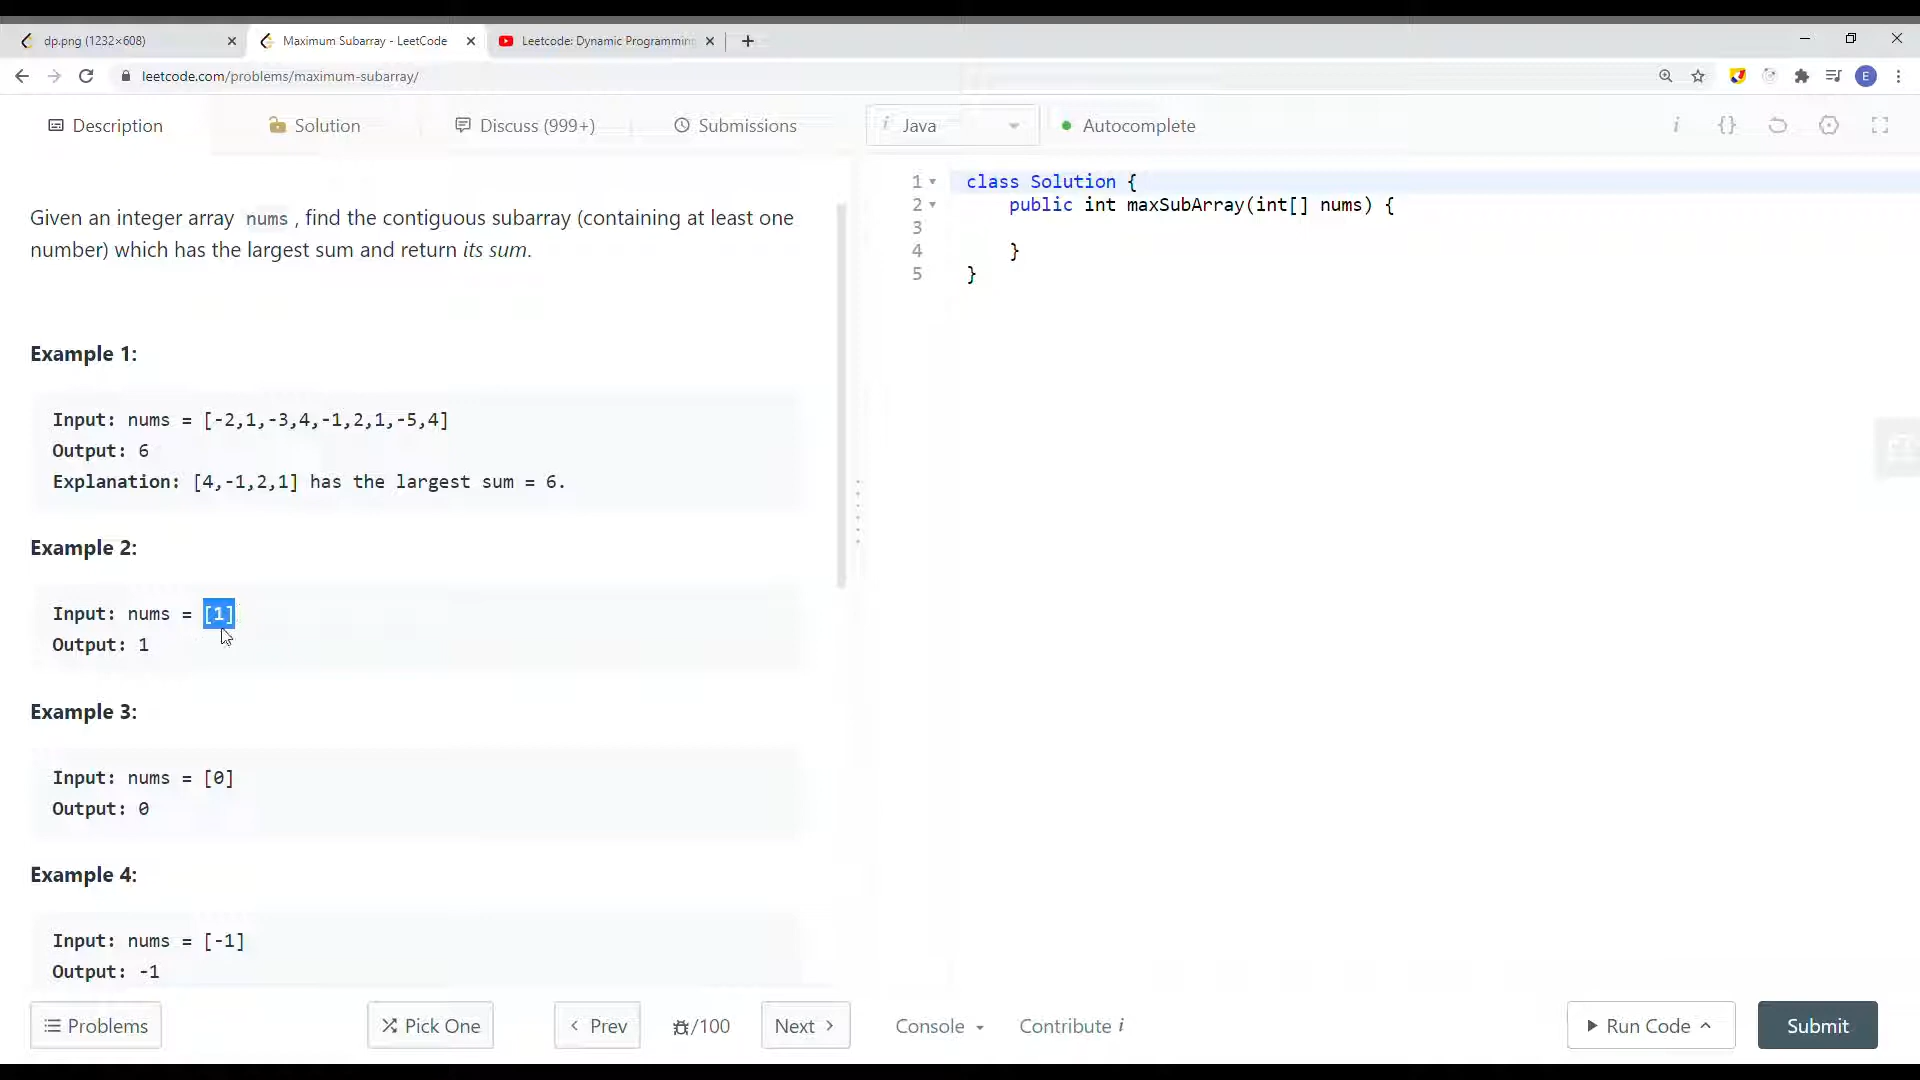 dp.png (1232×608)
Maximum Subarray - LeetCode
Leetcode: Dynamic Programmin
leetcode.com/problems/maximum-subarray/
E
Description
Solution
Discuss (999+)
Submissions
i Java
Autocomplete
i {}
Given an integer array nums , find the contiguous subarray (containing at least one
number) which has the largest sum and return its sum.
Example 1:
Input: nums = [-2,1,-3,4,-1,2,1,-5,4]
Output: 6
Explanation: [4,-1,2,1] has the largest sum = 6.
Example 2:
Input: nums = [1]
Output: 1
Example 3:
Input: nums = [0]
Output: 0
Example 4:
Input: nums = [-1]
Output: -1
1 class Solution {
2 public int maxSubArray(int[] nums) {
3
4 }
5 }
Problems
Pick One
< Prev
/100
Next >
Console
Contribute i
Run Code
Submit